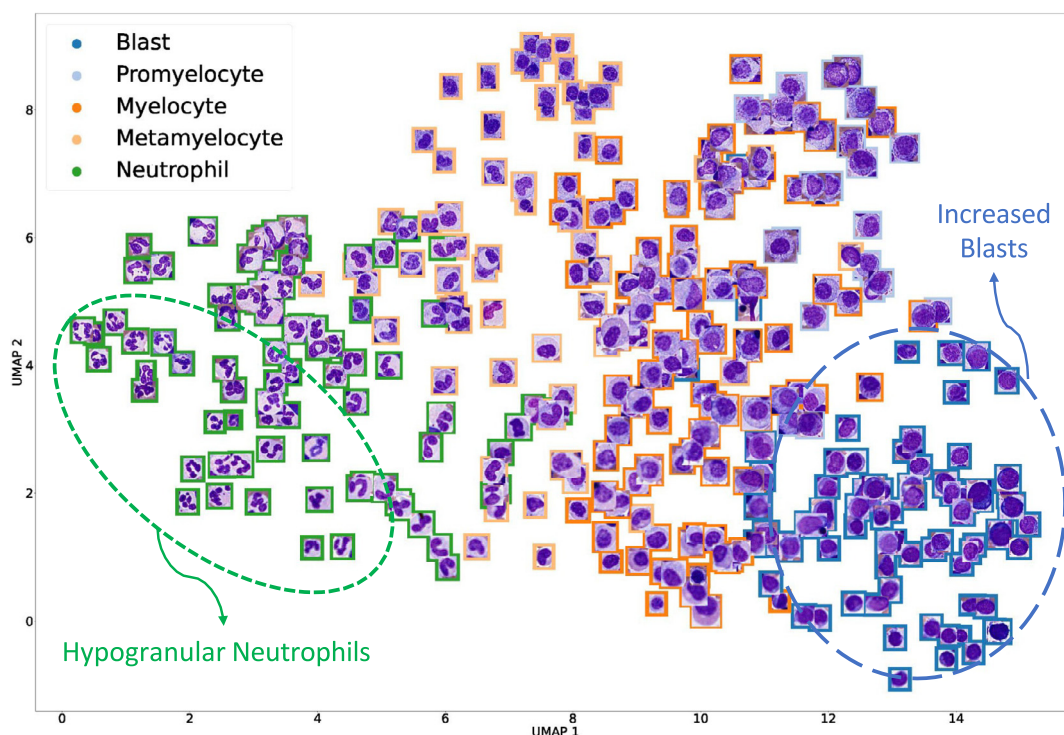 Blast
Promyelocyte
Myelocyte
Metamyelocyte
Neutrophil
Increased
Blasts
Hypogranular Neutrophils
UMAP 2
8
6
4
2
0
0 2 4 6 8 10 12 14
UMAP 1